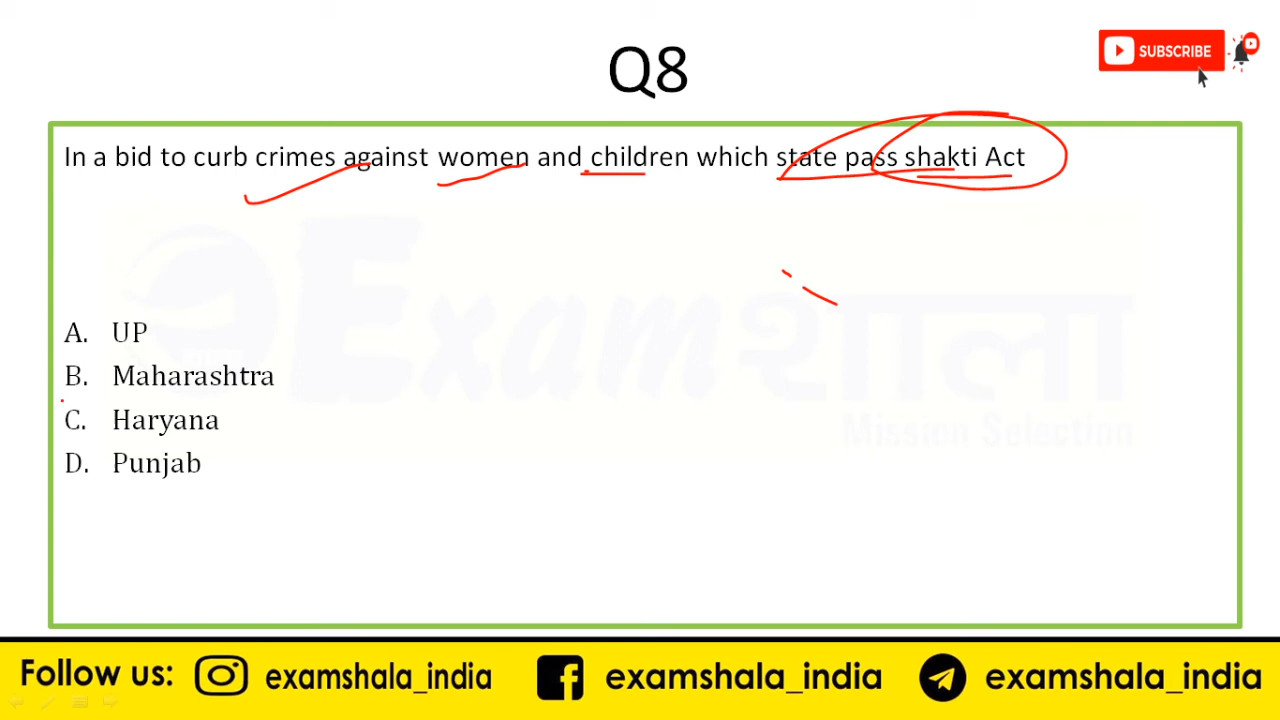 SUBSCRIBE
Q8
In a bid to curb crimes against women and children which state pass shakti Act
Examशाला
Mission Selection
A. UP
B. Maharashtra
C. Haryana
D. Punjab
Follow us: examshala_india examshala_india examshala_india